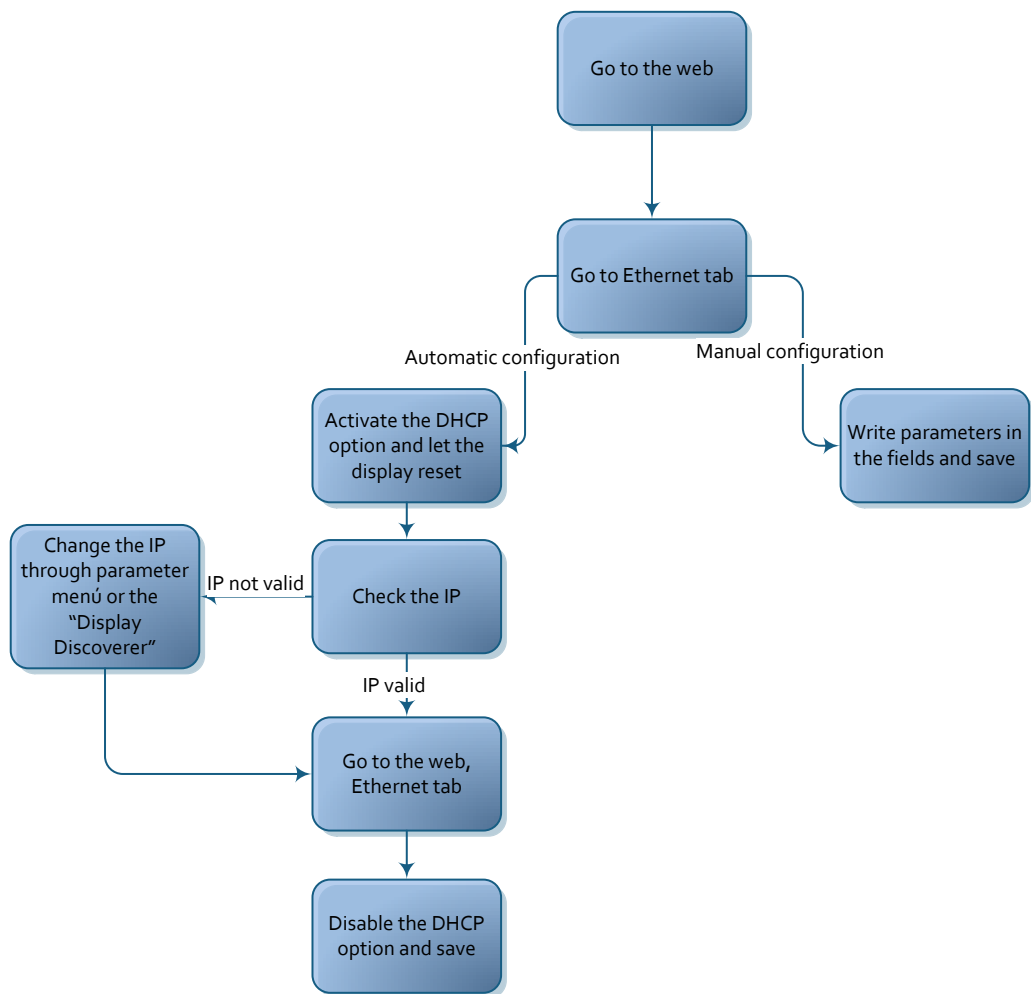 Go to the web
Go to Ethernet tab
Automatic configuration
Manual configuration
Activate the DHCP
option and let the
display reset
Write parameters in
the fields and save
Change the IP
through parameter
menú or the
“Display
Discoverer”
IP not valid
Check the IP
IP valid
Go to the web,
Ethernet tab
Disable the DHCP
option and save